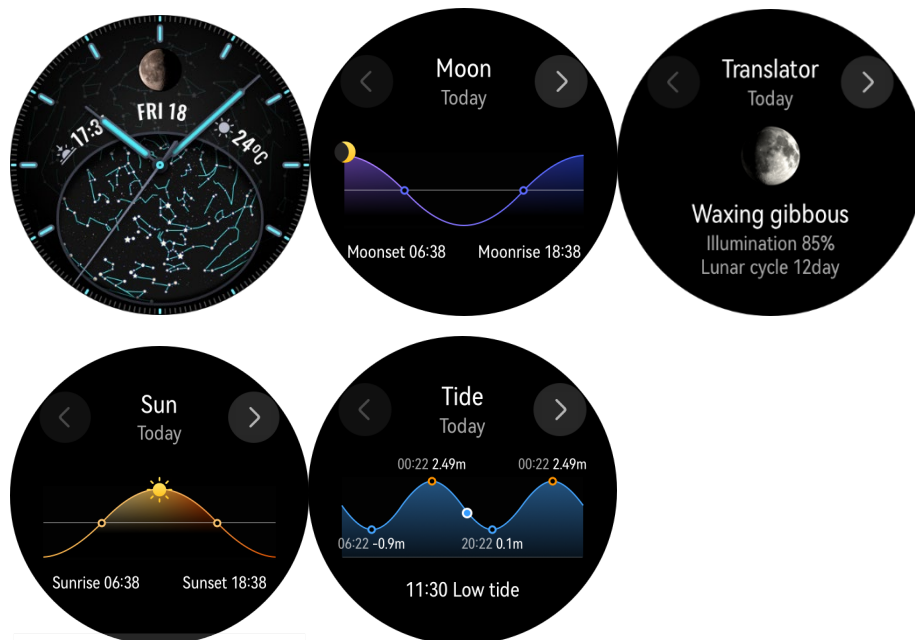 FRI 18
17:3
24°C
Moon
Today
Moonset 06:38
Moonrise 18:38
Translator
Today
Waxing gibbous
Illumination 85%
Lunar cycle 12day
Sun
Today
Sunrise 06:38
Sunset 18:38
Tide
Today
00:22 2.49m
00:22 2.49m
06:22 -0.9m
20:22 0.1m
11:30 Low tide